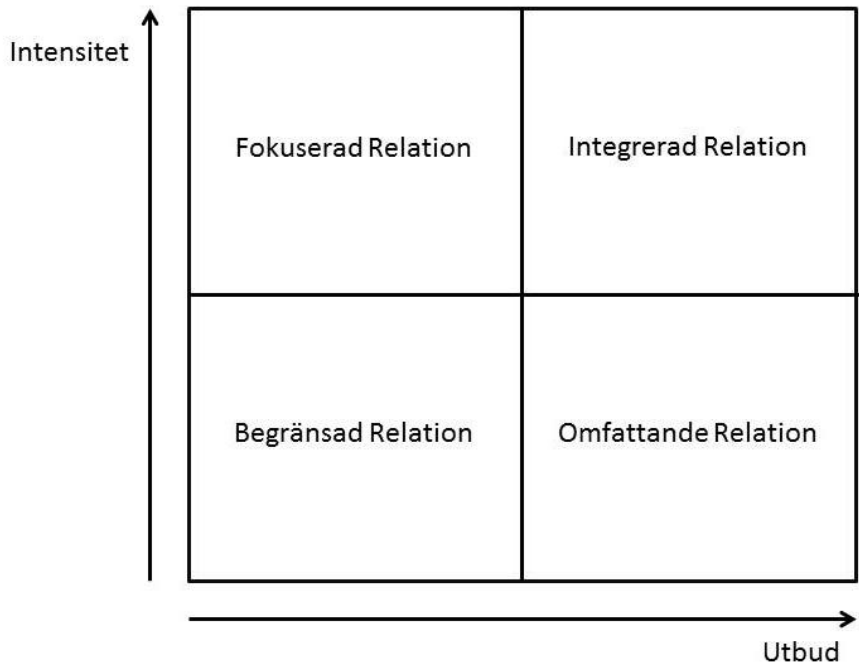 Intensitet
Fokuserad Relation
Integrerad Relation
Begränsad Relation
Omfattande Relation
Utbud